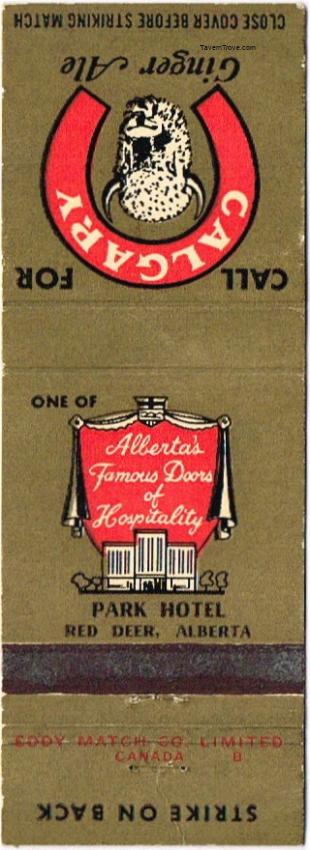 CLOSE COVER BEFORE STRIKING MATCH
TavernTrove.com
CALL FOR
CALGARY
Ginger Ale
ONE OF
Alberta's
Famous Doors
of
Hospitality
PARK HOTEL
RED DEER, ALBERTA
EDDY MATCH CO. LIMITED
CANADA B
STRIKE ON BACK